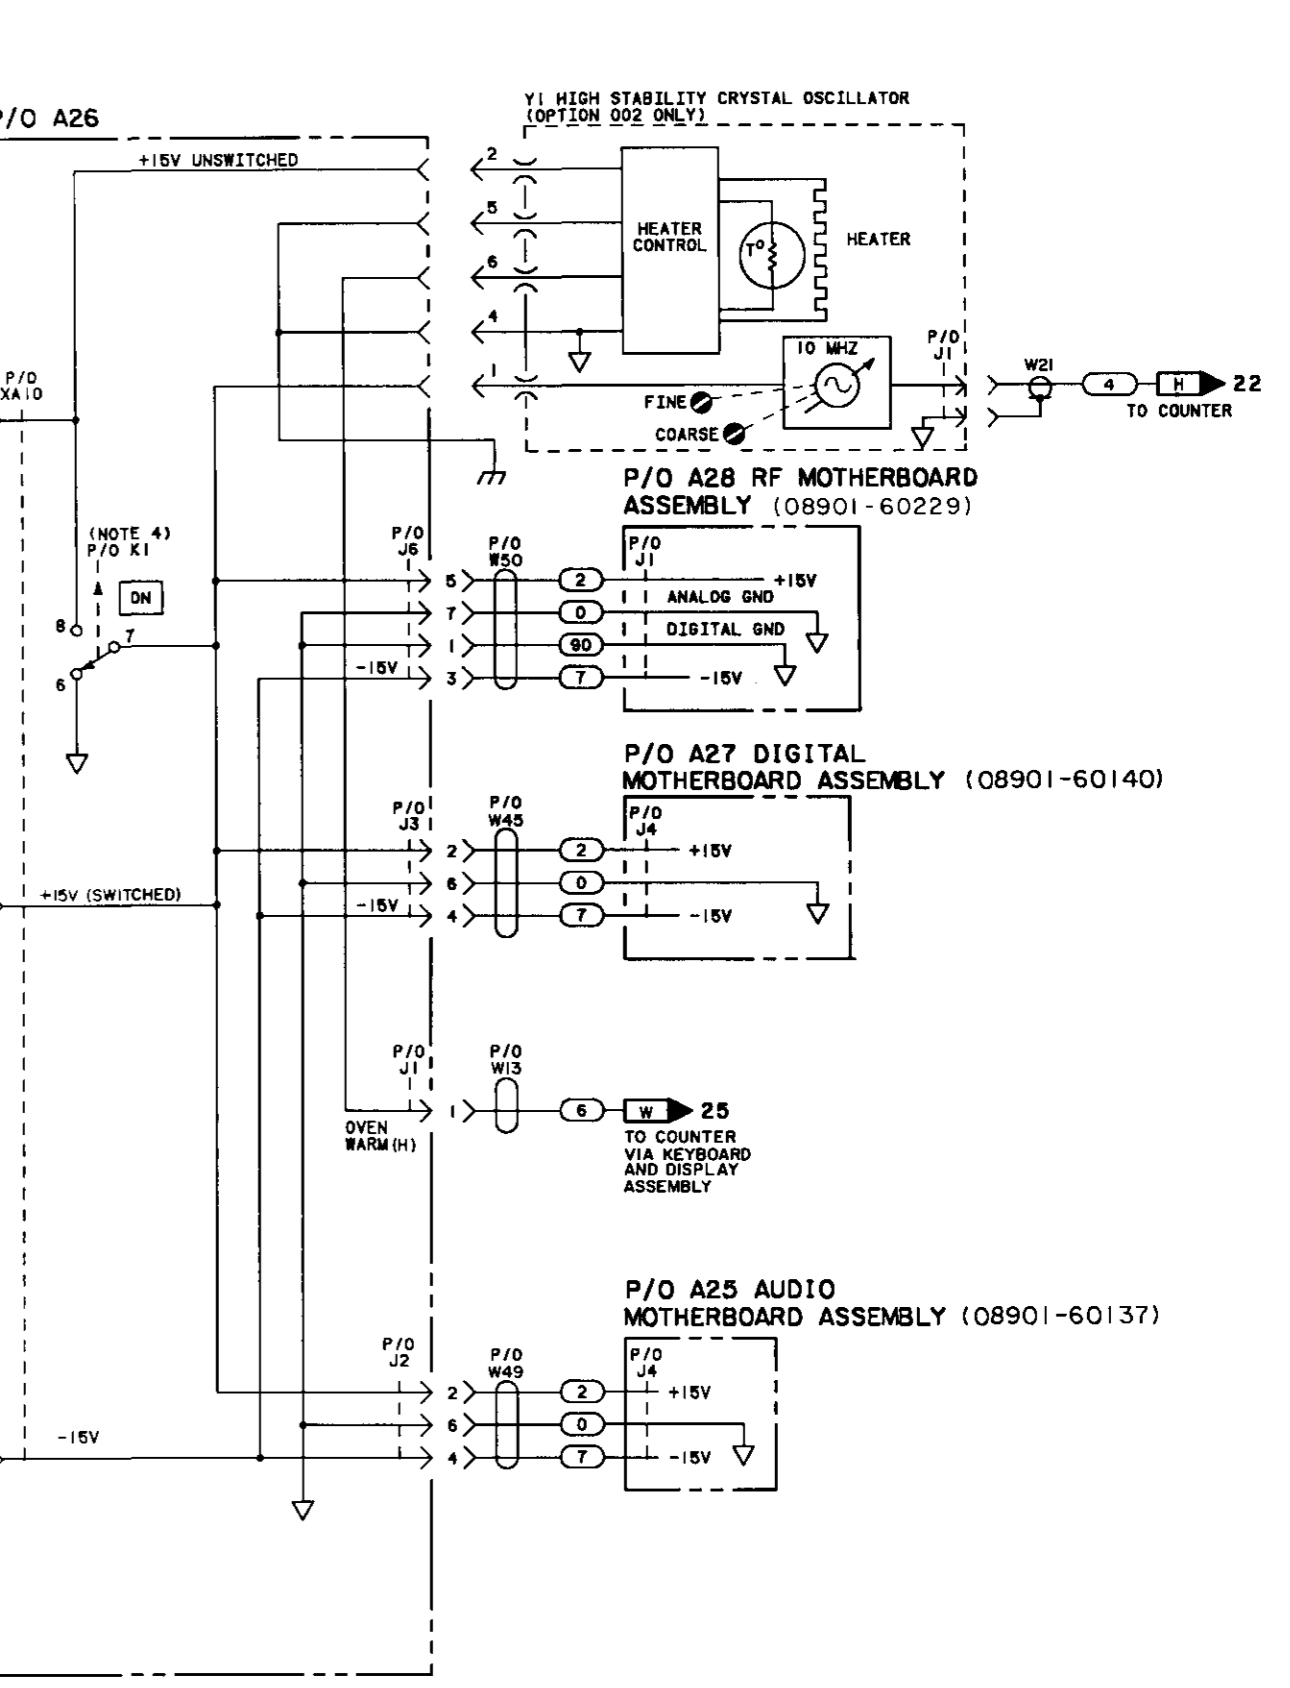 P/O A26
Y1 HIGH STABILITY CRYSTAL OSCILLATOR
(OPTION 002 ONLY)
+15V UNSWITCHED
2
5
6
4
1
HEATER
CONTROL
T°
HEATER
10 MHZ
FINE
COARSE
P/O
J1
W21
4
H
22
TO COUNTER
P/O
XA10
P/O A28 RF MOTHERBOARD
ASSEMBLY (08901-60229)
(NOTE 4)
P/O K1
ON
8
7
6
P/O
J6
P/O
W50
P/O
J1
5
2
+15V
ANALOG GND
7
0
DIGITAL GND
1
90
-15V
3
7
-15V
P/O A27 DIGITAL
MOTHERBOARD ASSEMBLY (08901-60140)
P/O
J3
P/O
W45
P/O
J4
2
2
+15V
6
0
+15V (SWITCHED)
-15V
4
7
-15V
P/O
J1
P/O
W13
1
6
W
25
OVEN
WARM(H)
TO COUNTER
VIA KEYBOARD
AND DISPLAY
ASSEMBLY
P/O A25 AUDIO
MOTHERBOARD ASSEMBLY (08901-60137)
P/O
J2
P/O
W49
P/O
J4
2
2
+15V
6
0
-15V
4
7
-15V